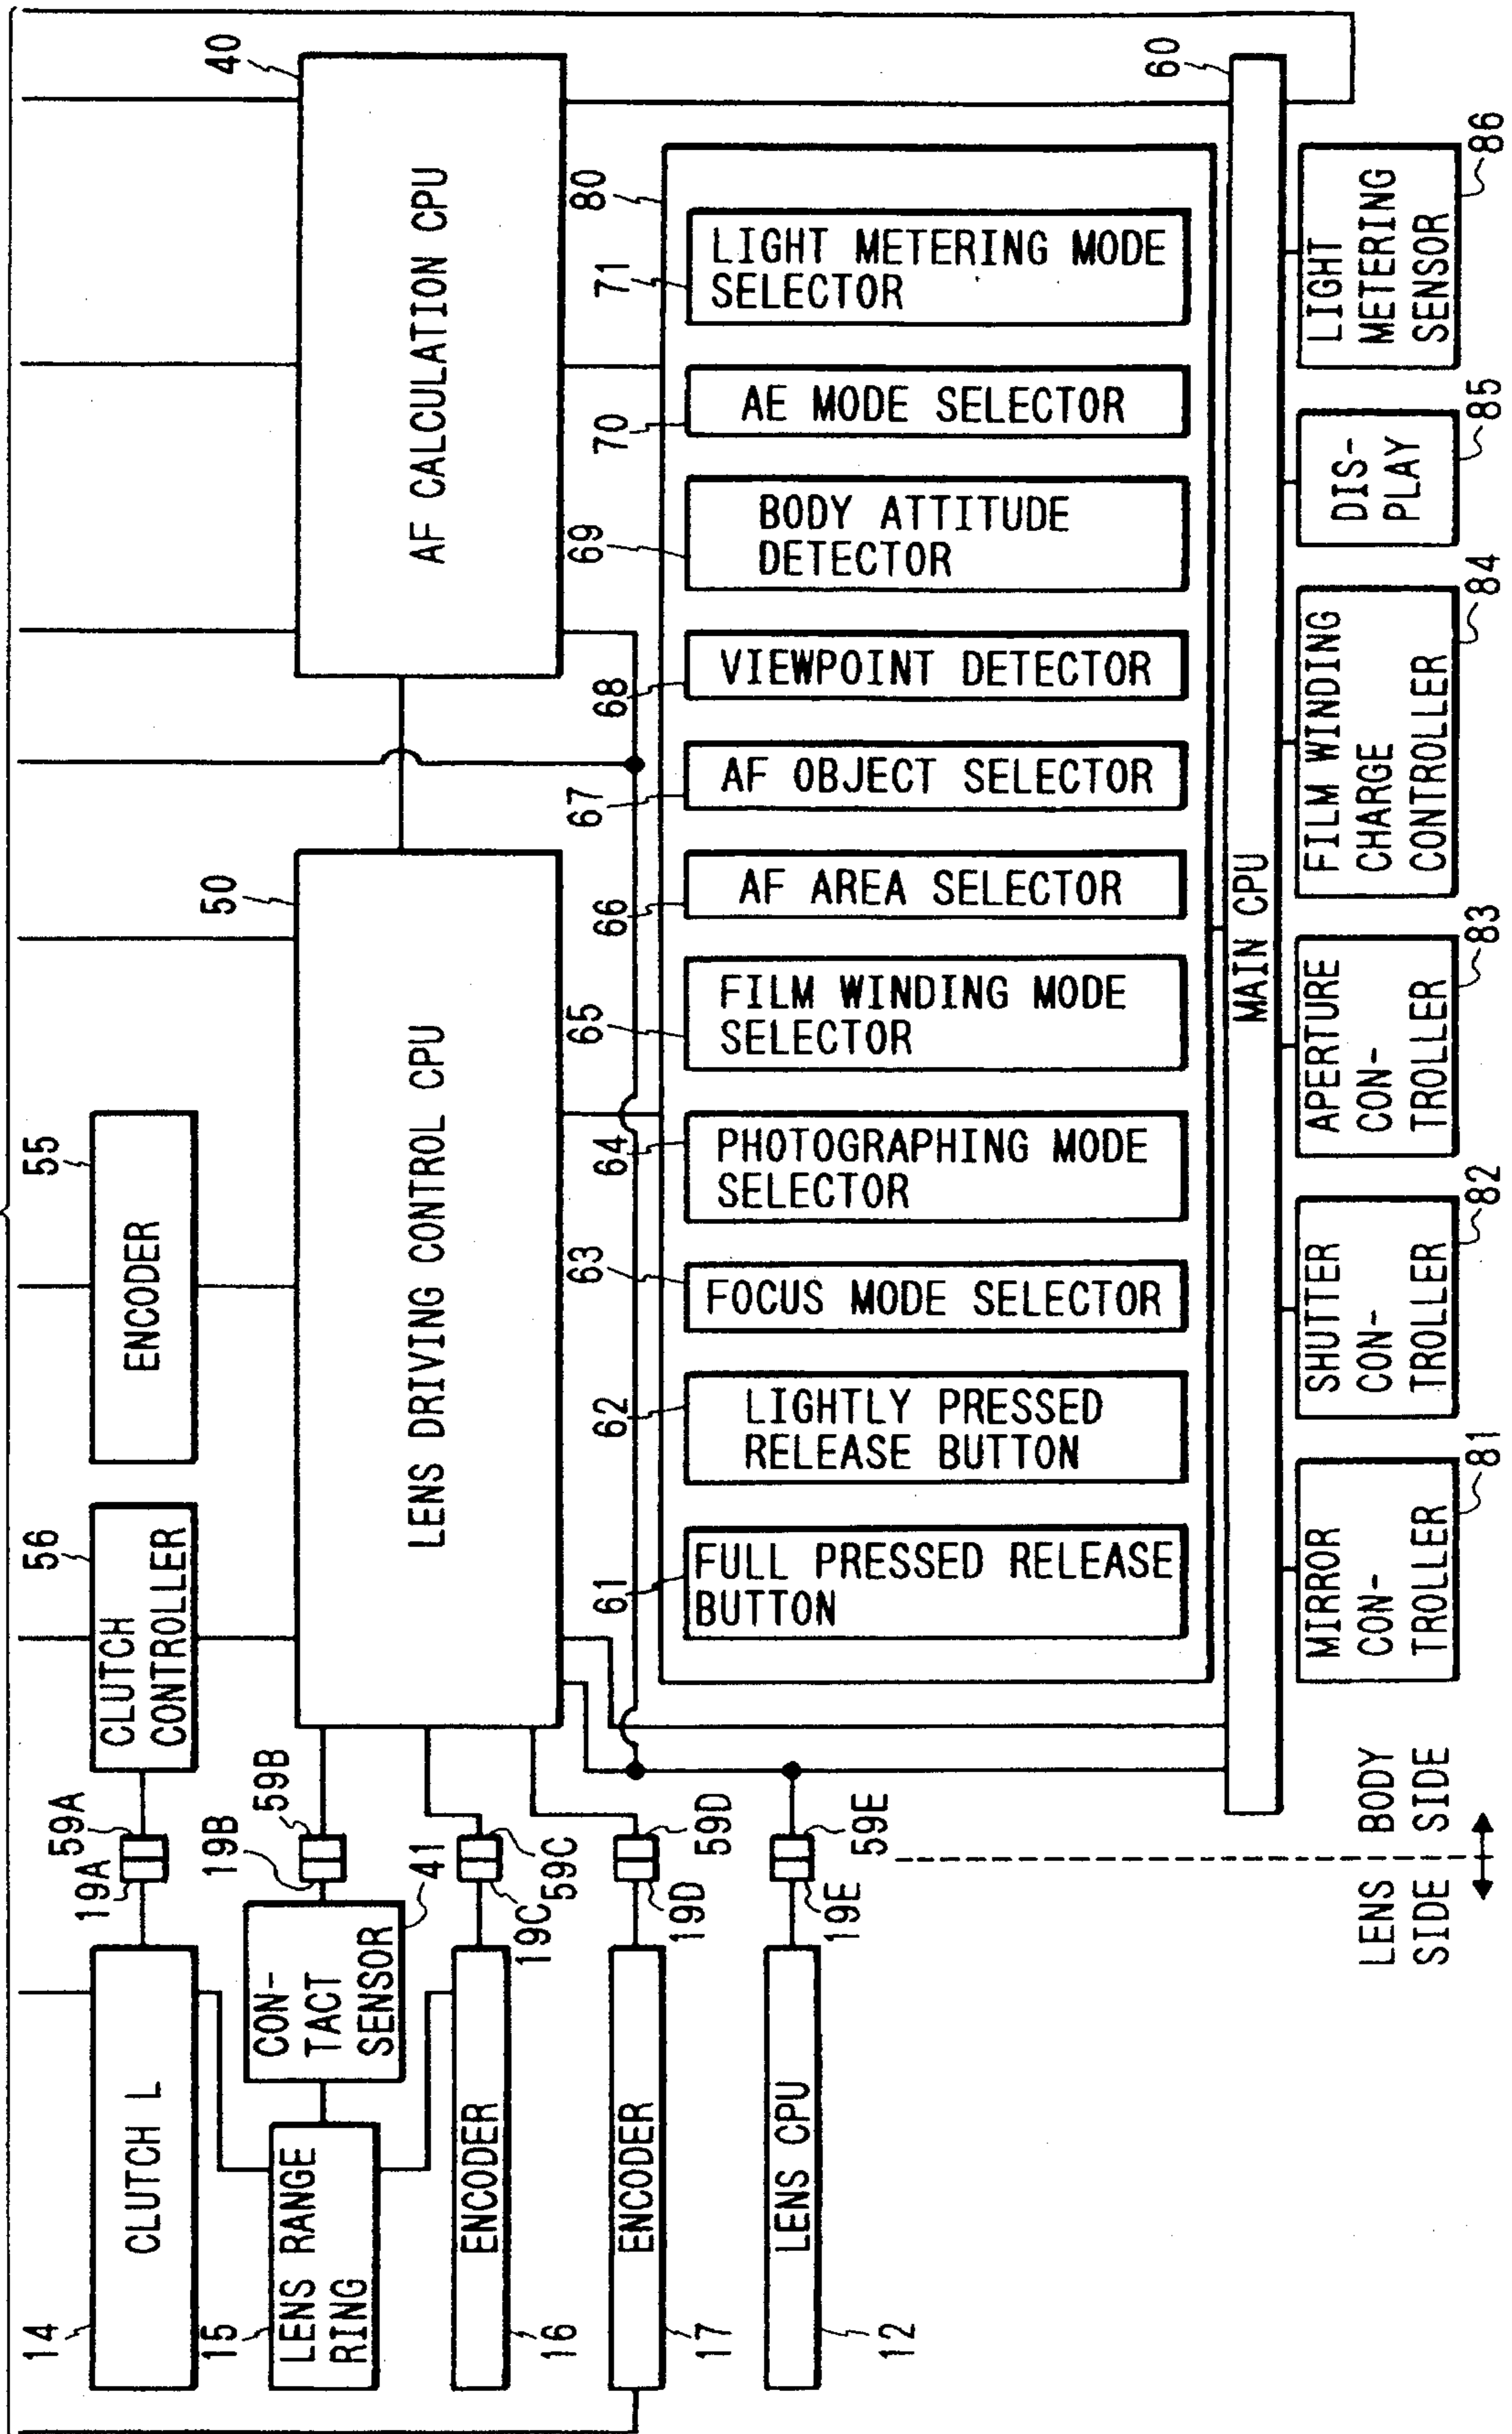 14
CLUTCH L
19A
59A
56
CLUTCH
CONTROLLER
55
ENCODER
40
15
LENS RANGE
RING
CON-
TACT
SENSOR
41
19B
59B
50
LENS DRIVING CONTROL CPU
AF CALCULATION CPU
16
ENCODER
19C
59C
17
ENCODER
19D
59D
12
LENS CPU
19E
59E
80
61
FULL PRESSED RELEASE
BUTTON
62
LIGHTLY PRESSED
RELEASE BUTTON
63
FOCUS MODE SELECTOR
64
PHOTOGRAPHING MODE
SELECTOR
65
FILM WINDING MODE
SELECTOR
66
AF AREA SELECTOR
67
AF OBJECT SELECTOR
68
VIEWPOINT DETECTOR
69
BODY ATTITUDE
DETECTOR
70
AE MODE SELECTOR
71
LIGHT METERING MODE
SELECTOR
60
MAIN CPU
LENS
SIDE
BODY
SIDE
MIRROR
CON-
TROLLER
81
SHUTTER
CON-
TROLLER
82
APERTURE
CON-
TROLLER
83
FILM WINDING
CHARGE
CONTROLLER
84
DIS-
PLAY
85
LIGHT
METERING
SENSOR
86